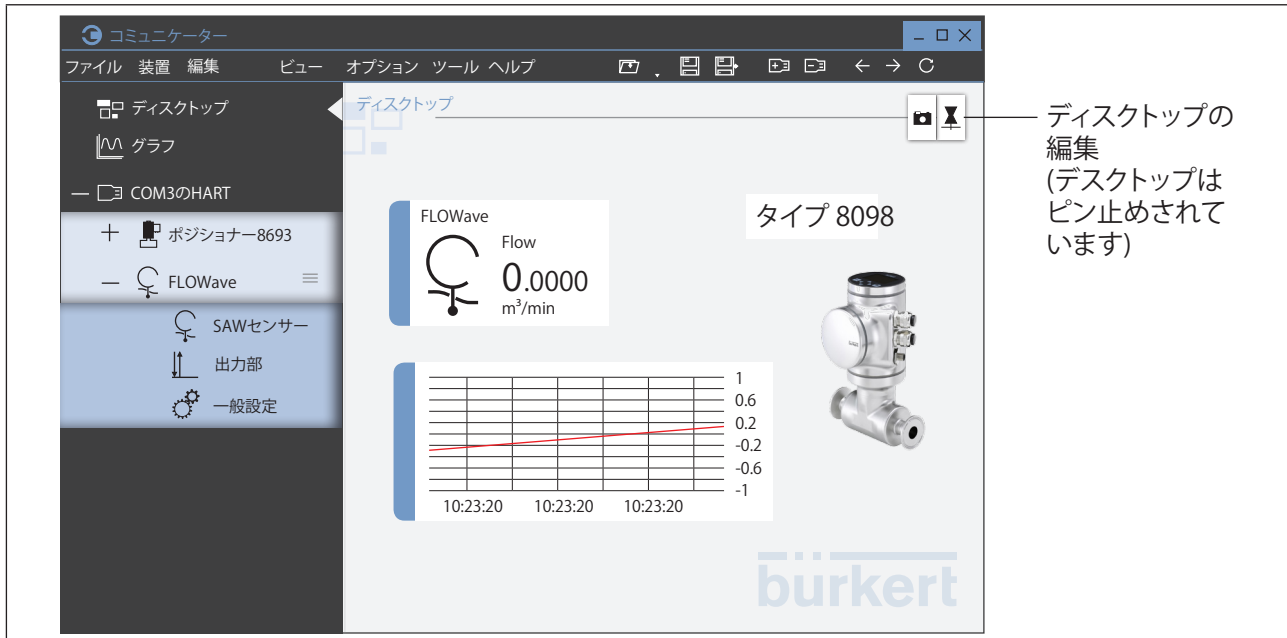 コミュニケーター
ファイル 装置 編集 ビュー オプション ツール ヘルプ
ディスクトップ
グラフ
COM3のHART
ポジショナー8693
FLOWave
SAWセンサー
出力部
一般設定
ディスクトップ
FLOWave
Flow
0.0000
m³/min
タイプ 8098
1
0.6
0.2
-0.2
-0.6
-1
10:23:20 10:23:20 10:23:20
bürkert
ディスクトップの
編集
(デスクトップは
ピン止めされて
います)